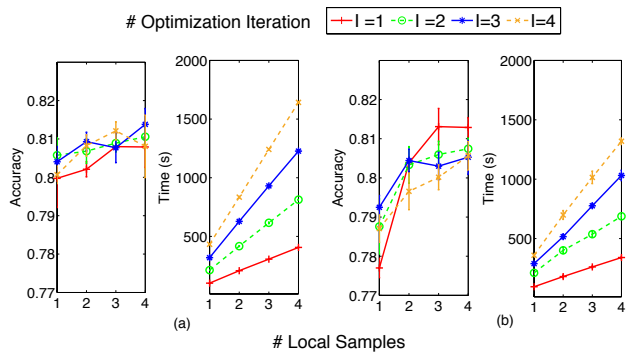 # Optimization Iteration
I =1 I =2 I=3 I=4
Accuracy
0.82
0.81
0.8
0.79
0.78
0.77
1 2 3 4
Time (s)
2000
1500
1000
500
1 2 3 4
(a)
Accuracy
0.82
0.81
0.8
0.79
0.78
0.77
1 2 3 4
Time (s)
2000
1500
1000
500
1 2 3 4
(b)
# Local Samples